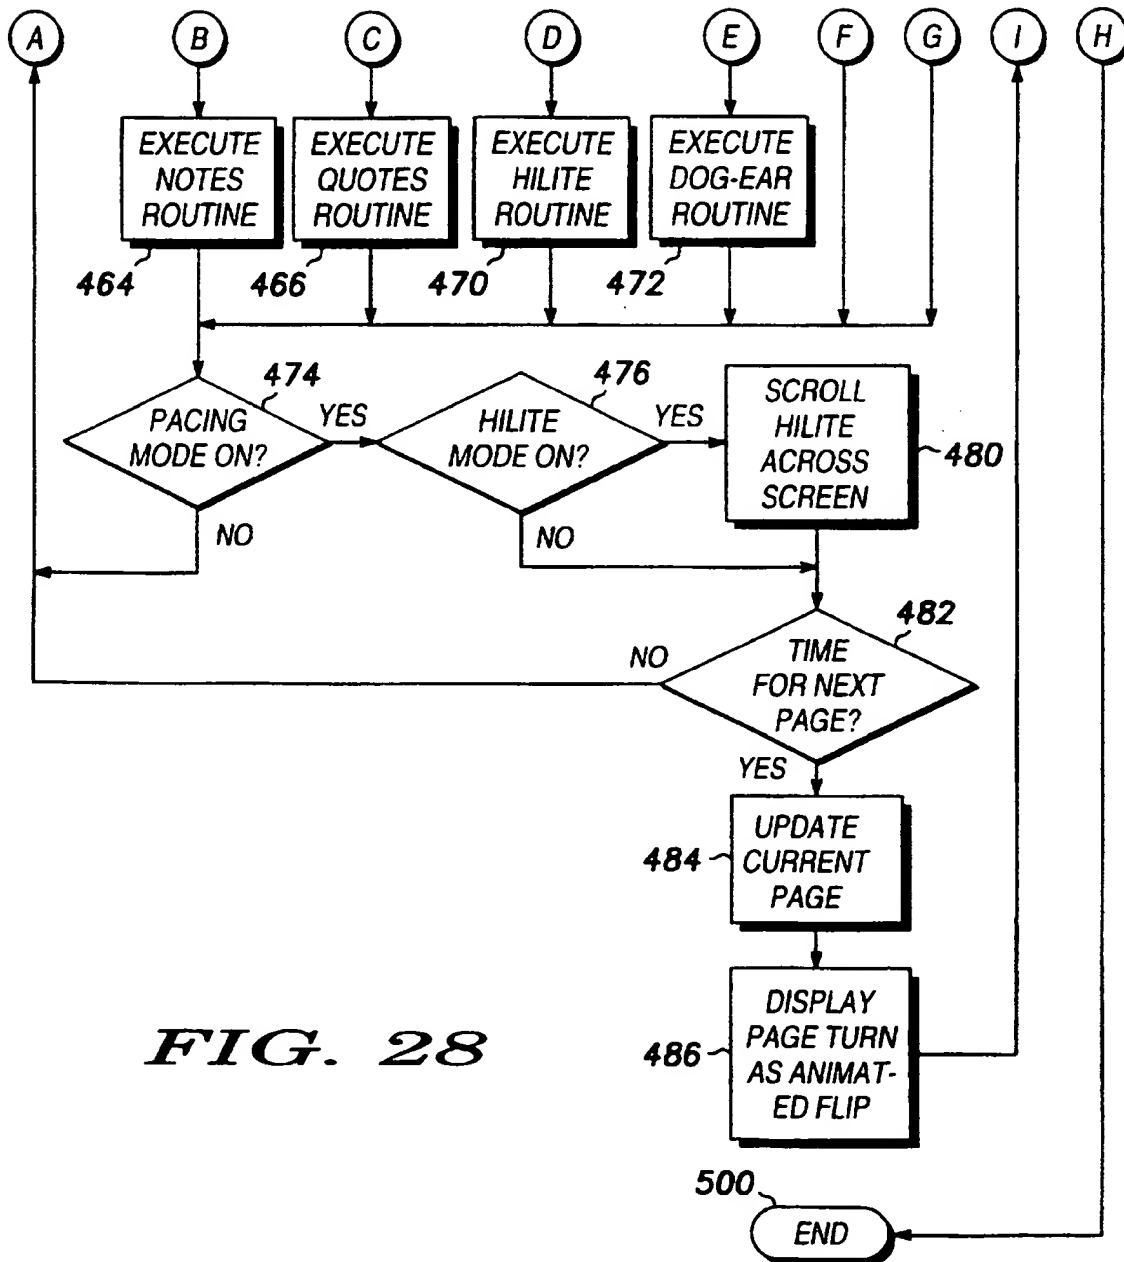 A B C D E F G I H
EXECUTE
NOTES
ROUTINE
464
EXECUTE
QUOTES
ROUTINE
466
EXECUTE
HILITE
ROUTINE
470
EXECUTE
DOG-EAR
ROUTINE
472
PACING
MODE ON?
474
YES
NO
HILITE
MODE ON?
476
YES
NO
SCROLL
HILITE
ACROSS
SCREEN
480
TIME
FOR NEXT
PAGE?
482
NO
YES
UPDATE
CURRENT
PAGE
484
DISPLAY
PAGE TURN
AS ANIMAT-
ED FLIP
486
FIG. 28
500
END